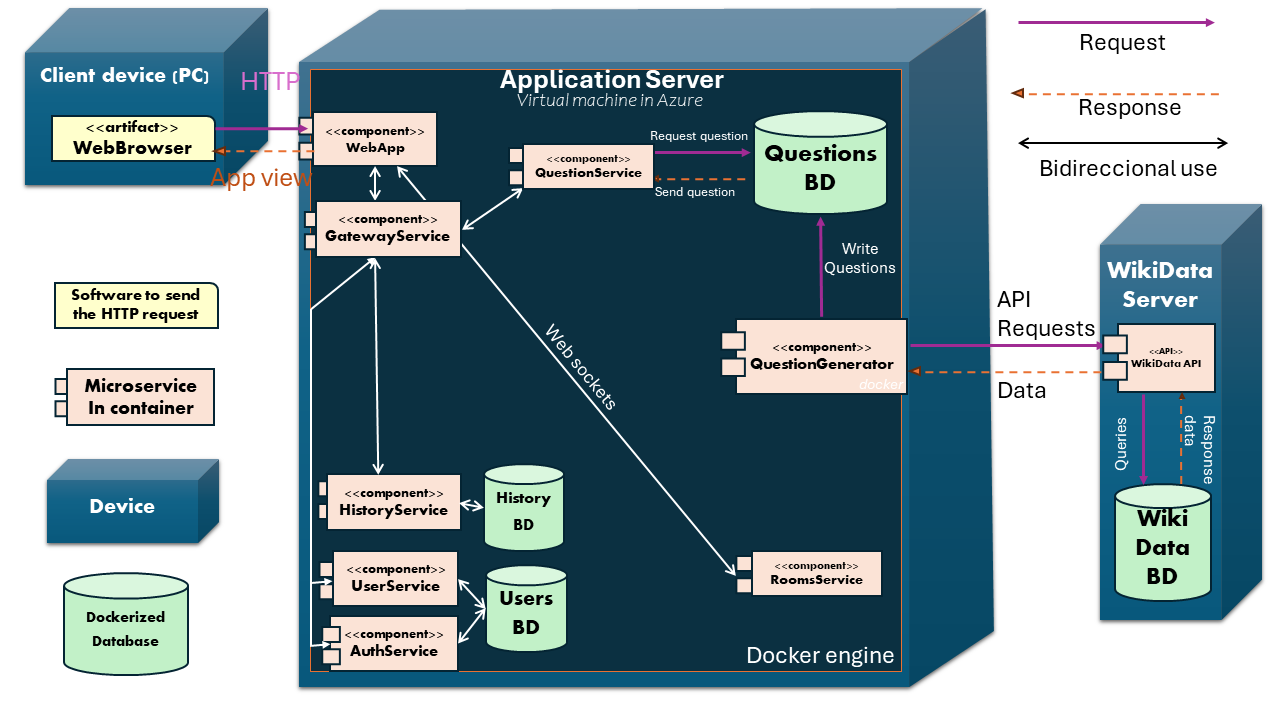 Client device (PC)
<<artifact>>
WebBrowser
HTTP
App view
Application Server
Virtual machine in Azure
<<component>>
WebApp
<<component>>
GatewayService
<<component>>
QuestionService
Request question
Send question
Questions
BD
Write
Questions
<<component>>
QuestionGenerator
docker
Web sockets
<<component>>
HistoryService
History
BD
<<component>>
UserService
Users
BD
<<component>>
AuthService
<<component>>
RoomsService
Docker engine
Request
Response
Bidireccional use
API
Requests
Data
WikiData
Server
<<API>>
WikiData API
Queries
Response
data
Wiki
Data
BD
Software to send
the HTTP request
Microservice
In container
Device
Dockerized
Database